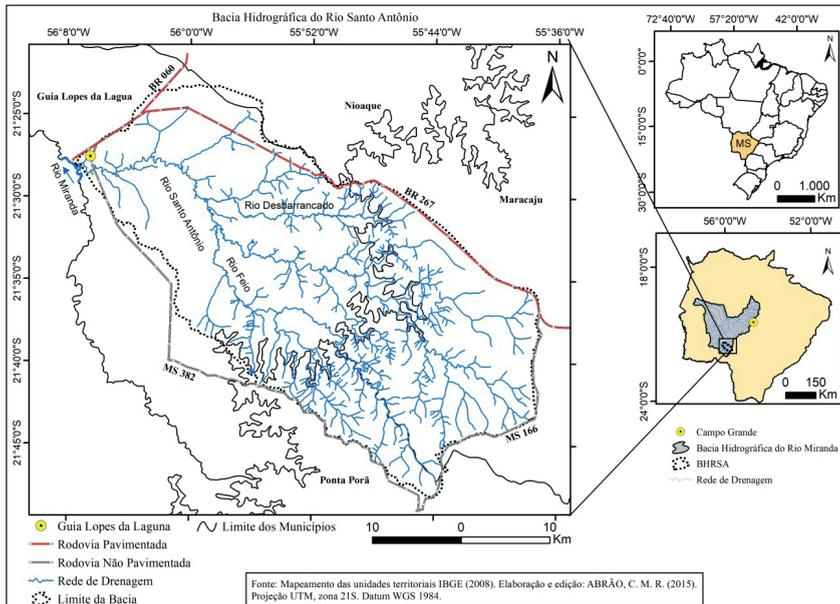 Bacia Hidrográfica do Rio Santo Antônio
56°8'0"W 56°0'0"W 55°52'0"W 55°44'0"W 55°36'0"W
21°25'0"S
21°30'0"S
21°35'0"S
21°40'0"S
21°45'0"S
N
BR 060
Guia Lopes da Lagua
Nioaque
Maracaju
BR 267
Rio Miranda
Rio Santo Antônio
Rio Desbarrancado
Rio Feio
MS 382
MS 166
Ponta Porã
Guia Lopes da Laguna
Limite dos Municípios
Rodovia Pavimentada
Rodovia Não Pavimentada
Rede de Drenagem
Limite da Bacia
10 0 10
Km
72°40'0"W 57°20'0"W 42°0'0"W
0°0'0"
15°0'0"S
30°0'0"S
N
MS
0 1.000
Km
56°0'0"W 52°0'0"W
18°0'0"S
24°0'0"S
N
0 150
Km
Campo Grande
Bacia Hidrográfica do Rio Miranda
BHRSA
Rede de Drenagem
Fonte: Mapeamento das unidades territoriais IBGE (2008). Elaboração e edição: ABRÃO, C. M. R. (2015).
Projeção UTM, zona 21S. Datum WGS 1984.